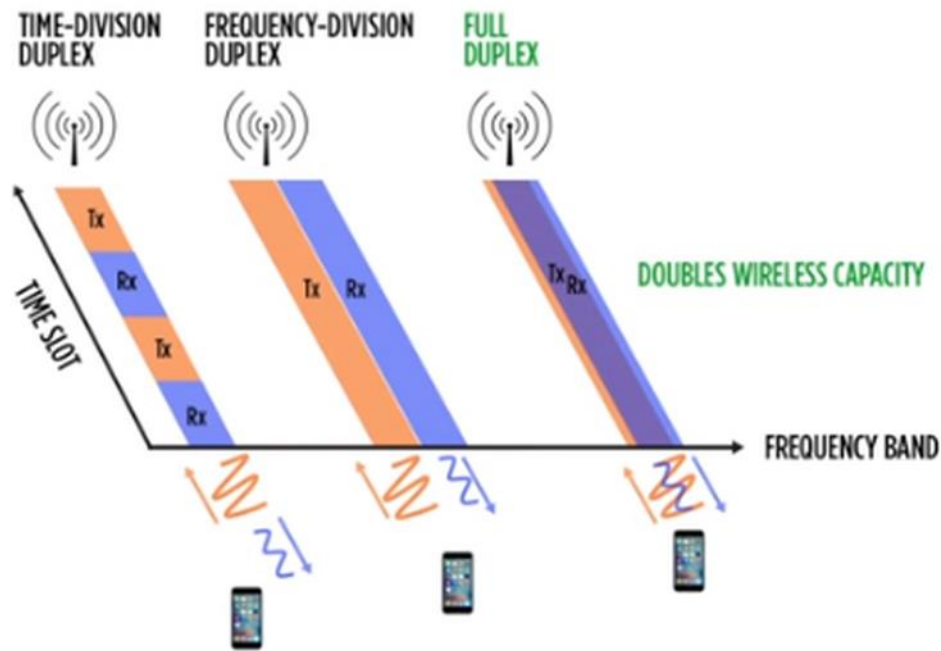 TIME-DIVISION
DUPLEX
FREQUENCY-DIVISION
DUPLEX
FULL
DUPLEX
Tx
Rx
Tx
Rx
Tx Rx
Tx Rx
DOUBLES WIRELESS CAPACITY
TIME SLOT
FREQUENCY BAND